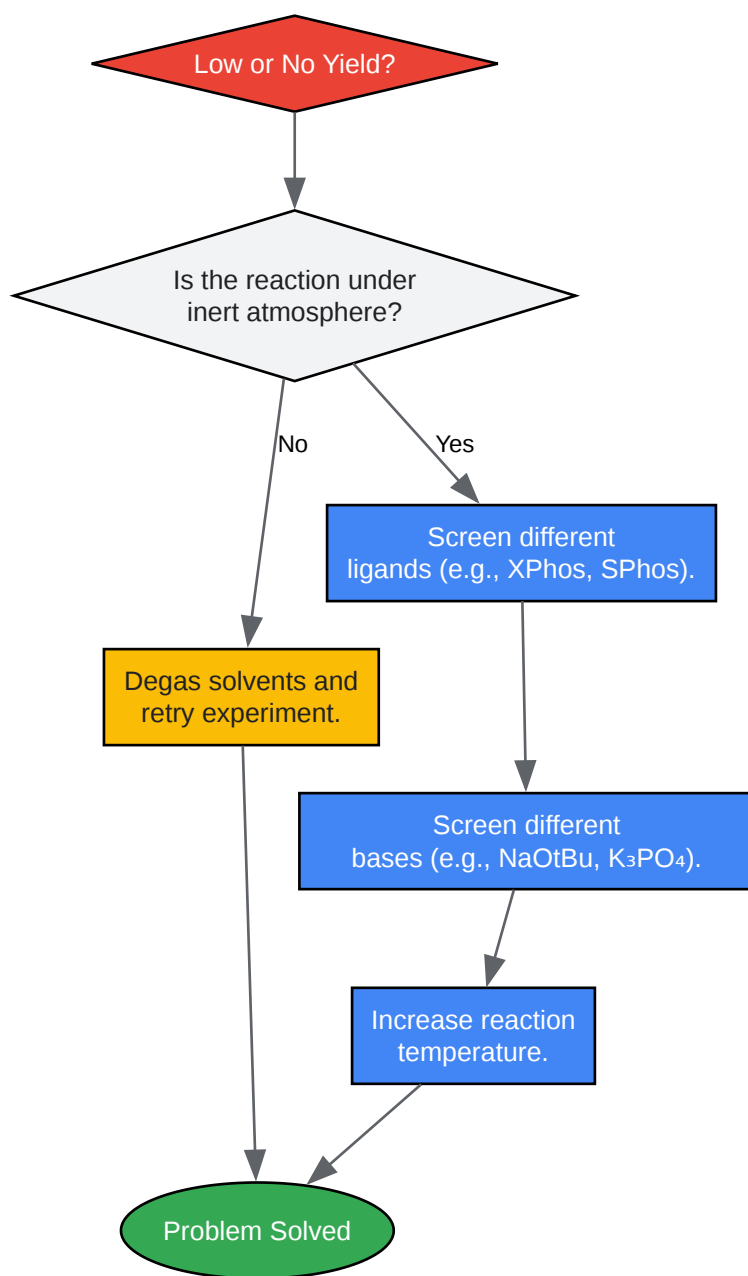 Low or No Yield?
Is the reaction under
inert atmosphere?
No
Yes
Screen different
ligands (e.g., XPhos, SPhos).
Degas solvents and
retry experiment.
Screen different
bases (e.g., NaOtBu, K₃PO₄).
Increase reaction
temperature.
Problem Solved